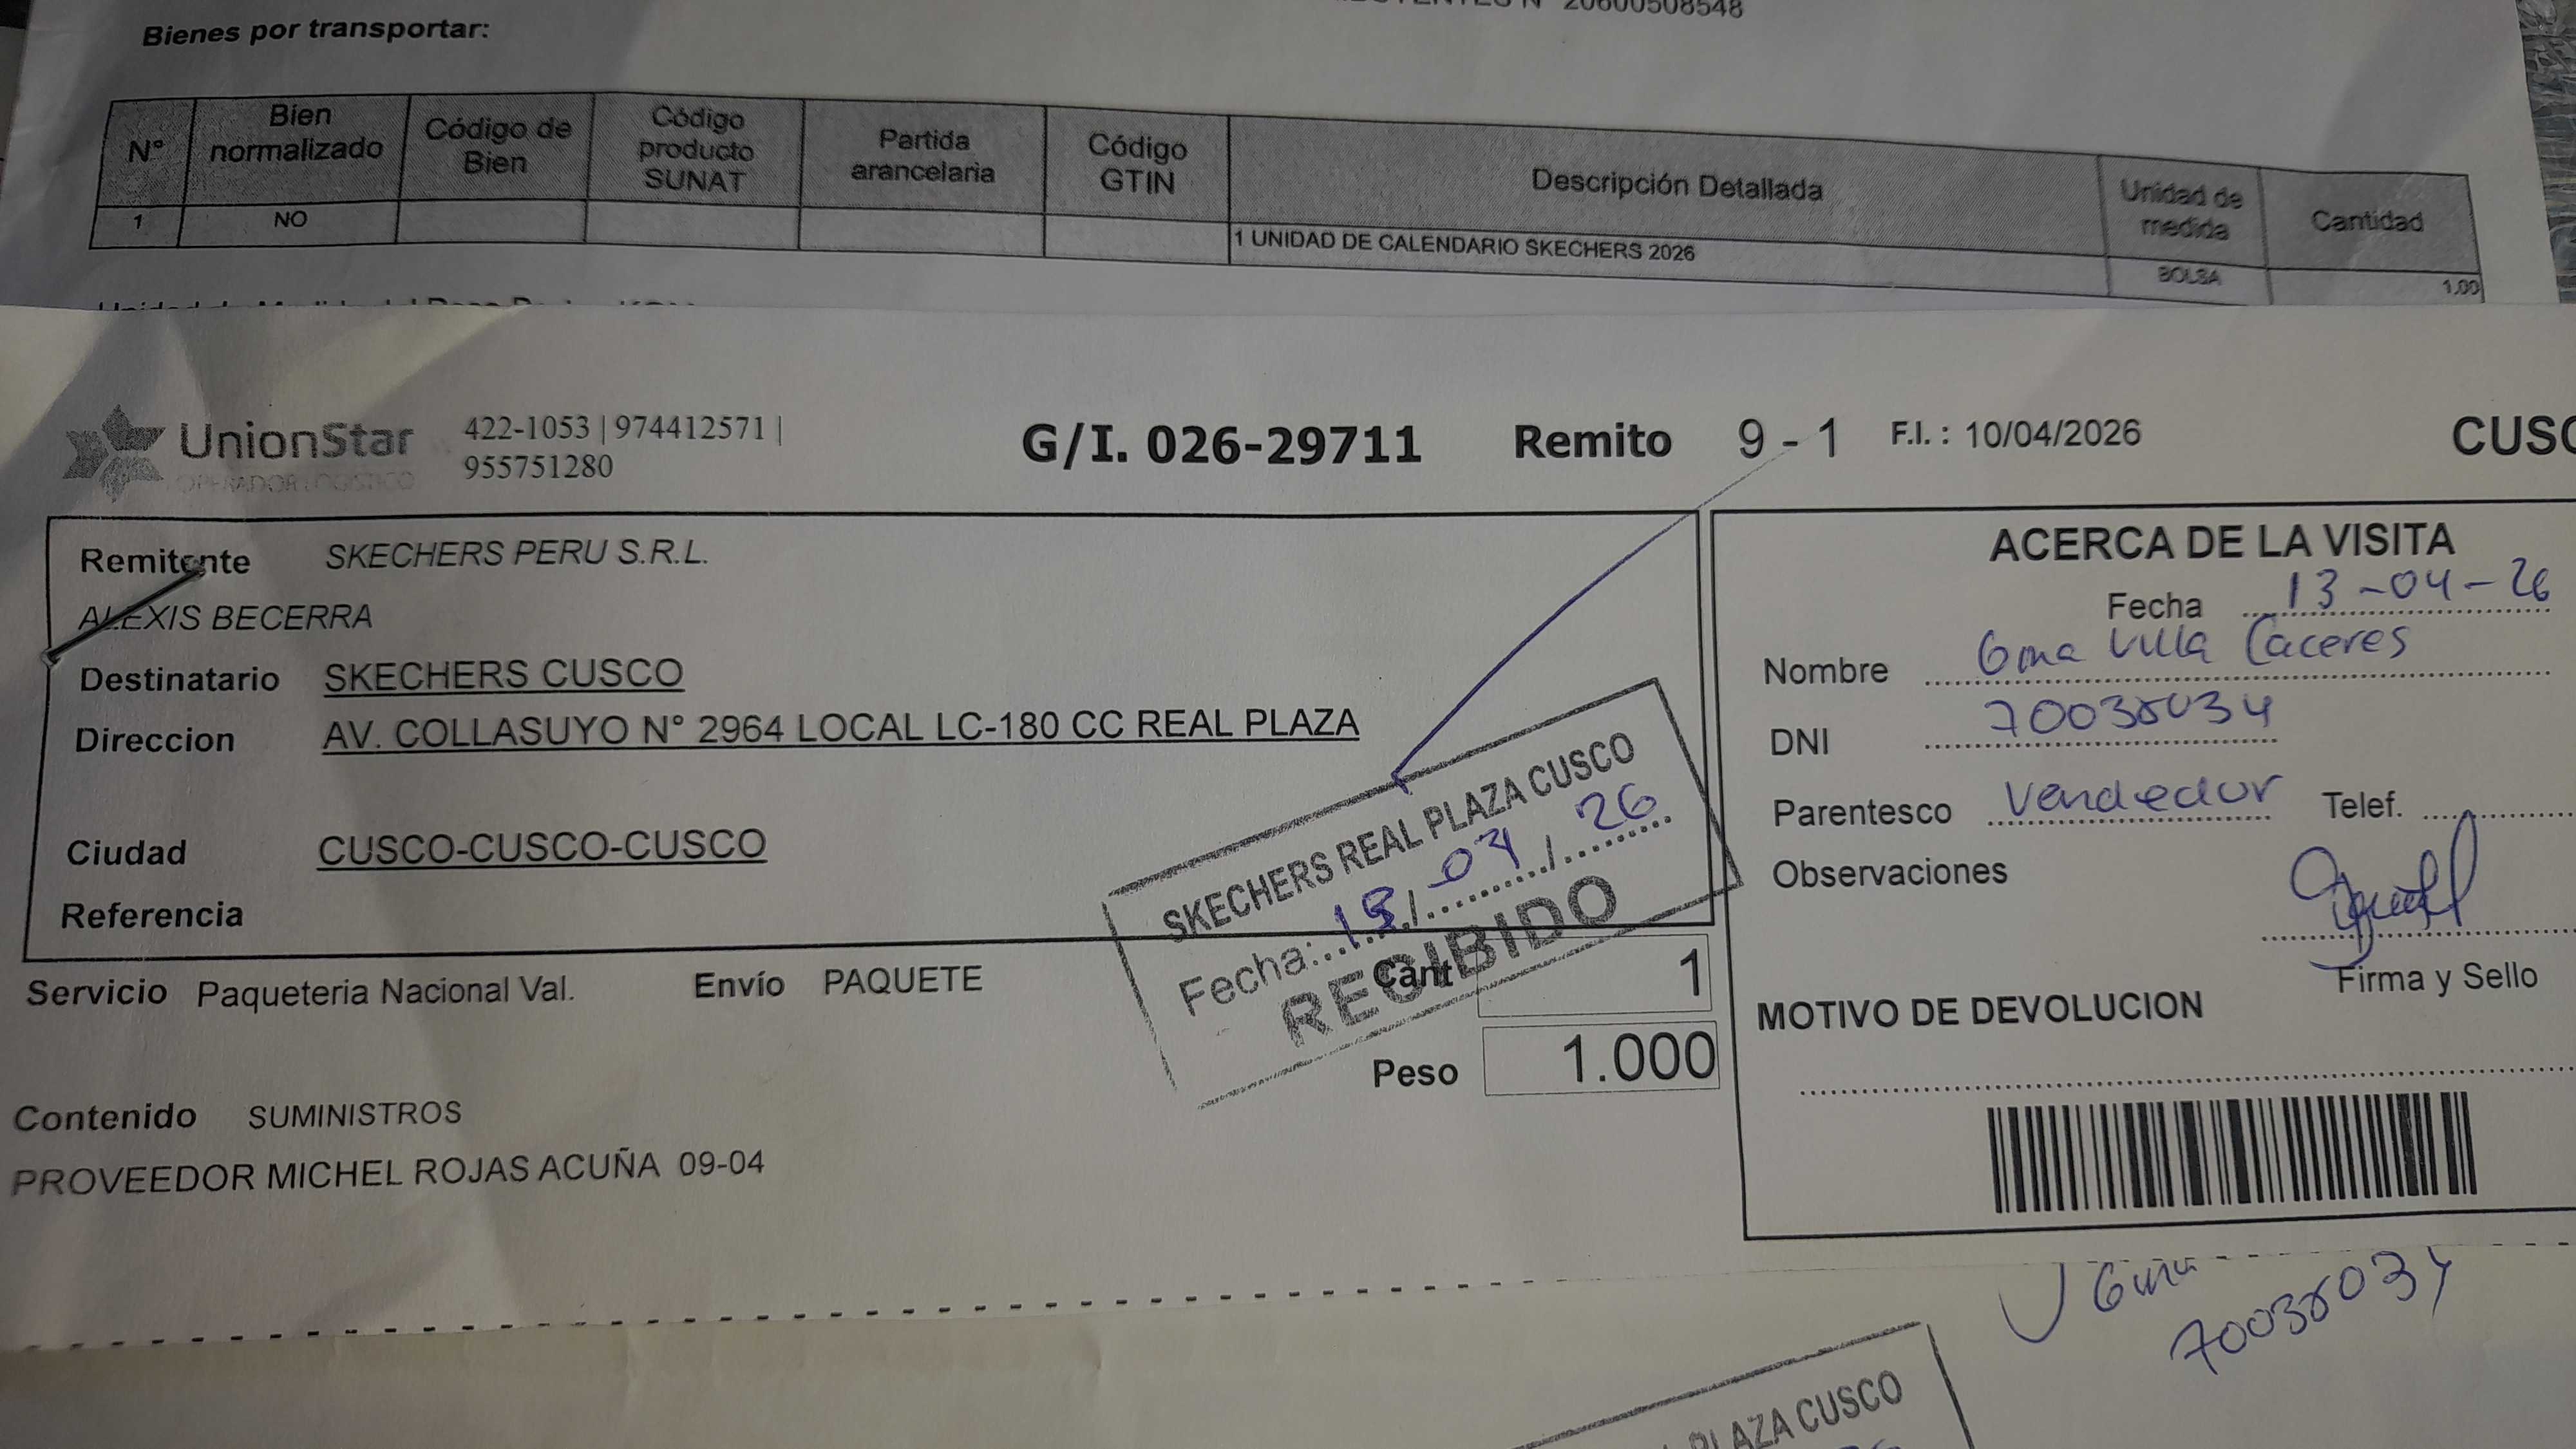 N° 20600508548
Bienes por transportar:
N° Bien normalizado Código de Bien Código producto SUNAT Partida arancelaria Código GTIN Descripción Detallada Unidad de medida Cantidad
1 NO 1 UNIDAD DE CALENDARIO SKECHERS 2026 BOLSA 1.00
UnionStar
OPERADOR LOGISTICO
422-1053 | 974412571 |
955751280
G/I. 026-29711 Remito 9 - 1 F.I. : 10/04/2026
Remitente SKECHERS PERU S.R.L.
ALEXIS BECERRA
Destinatario SKECHERS CUSCO
Direccion AV. COLLASUYO N° 2964 LOCAL LC-180 CC REAL PLAZA
Ciudad CUSCO-CUSCO-CUSCO
Referencia
SKECHERS REAL PLAZA CUSCO
Fecha: 13/-04/26
RECIBIDO
Servicio Paqueteria Nacional Val. Envío PAQUETE
Cant 1
Peso 1.000
Contenido SUMINISTROS
PROVEEDOR MICHEL ROJAS ACUÑA 09-04
ACERCA DE LA VISITA
Fecha 13-04-26
Nombre Villa Caceres
DNI 70038034
Parentesco Vendedor Telef.
Observaciones
Firma y Sello
MOTIVO DE DEVOLUCION
70038034
PLAZA CUSCO